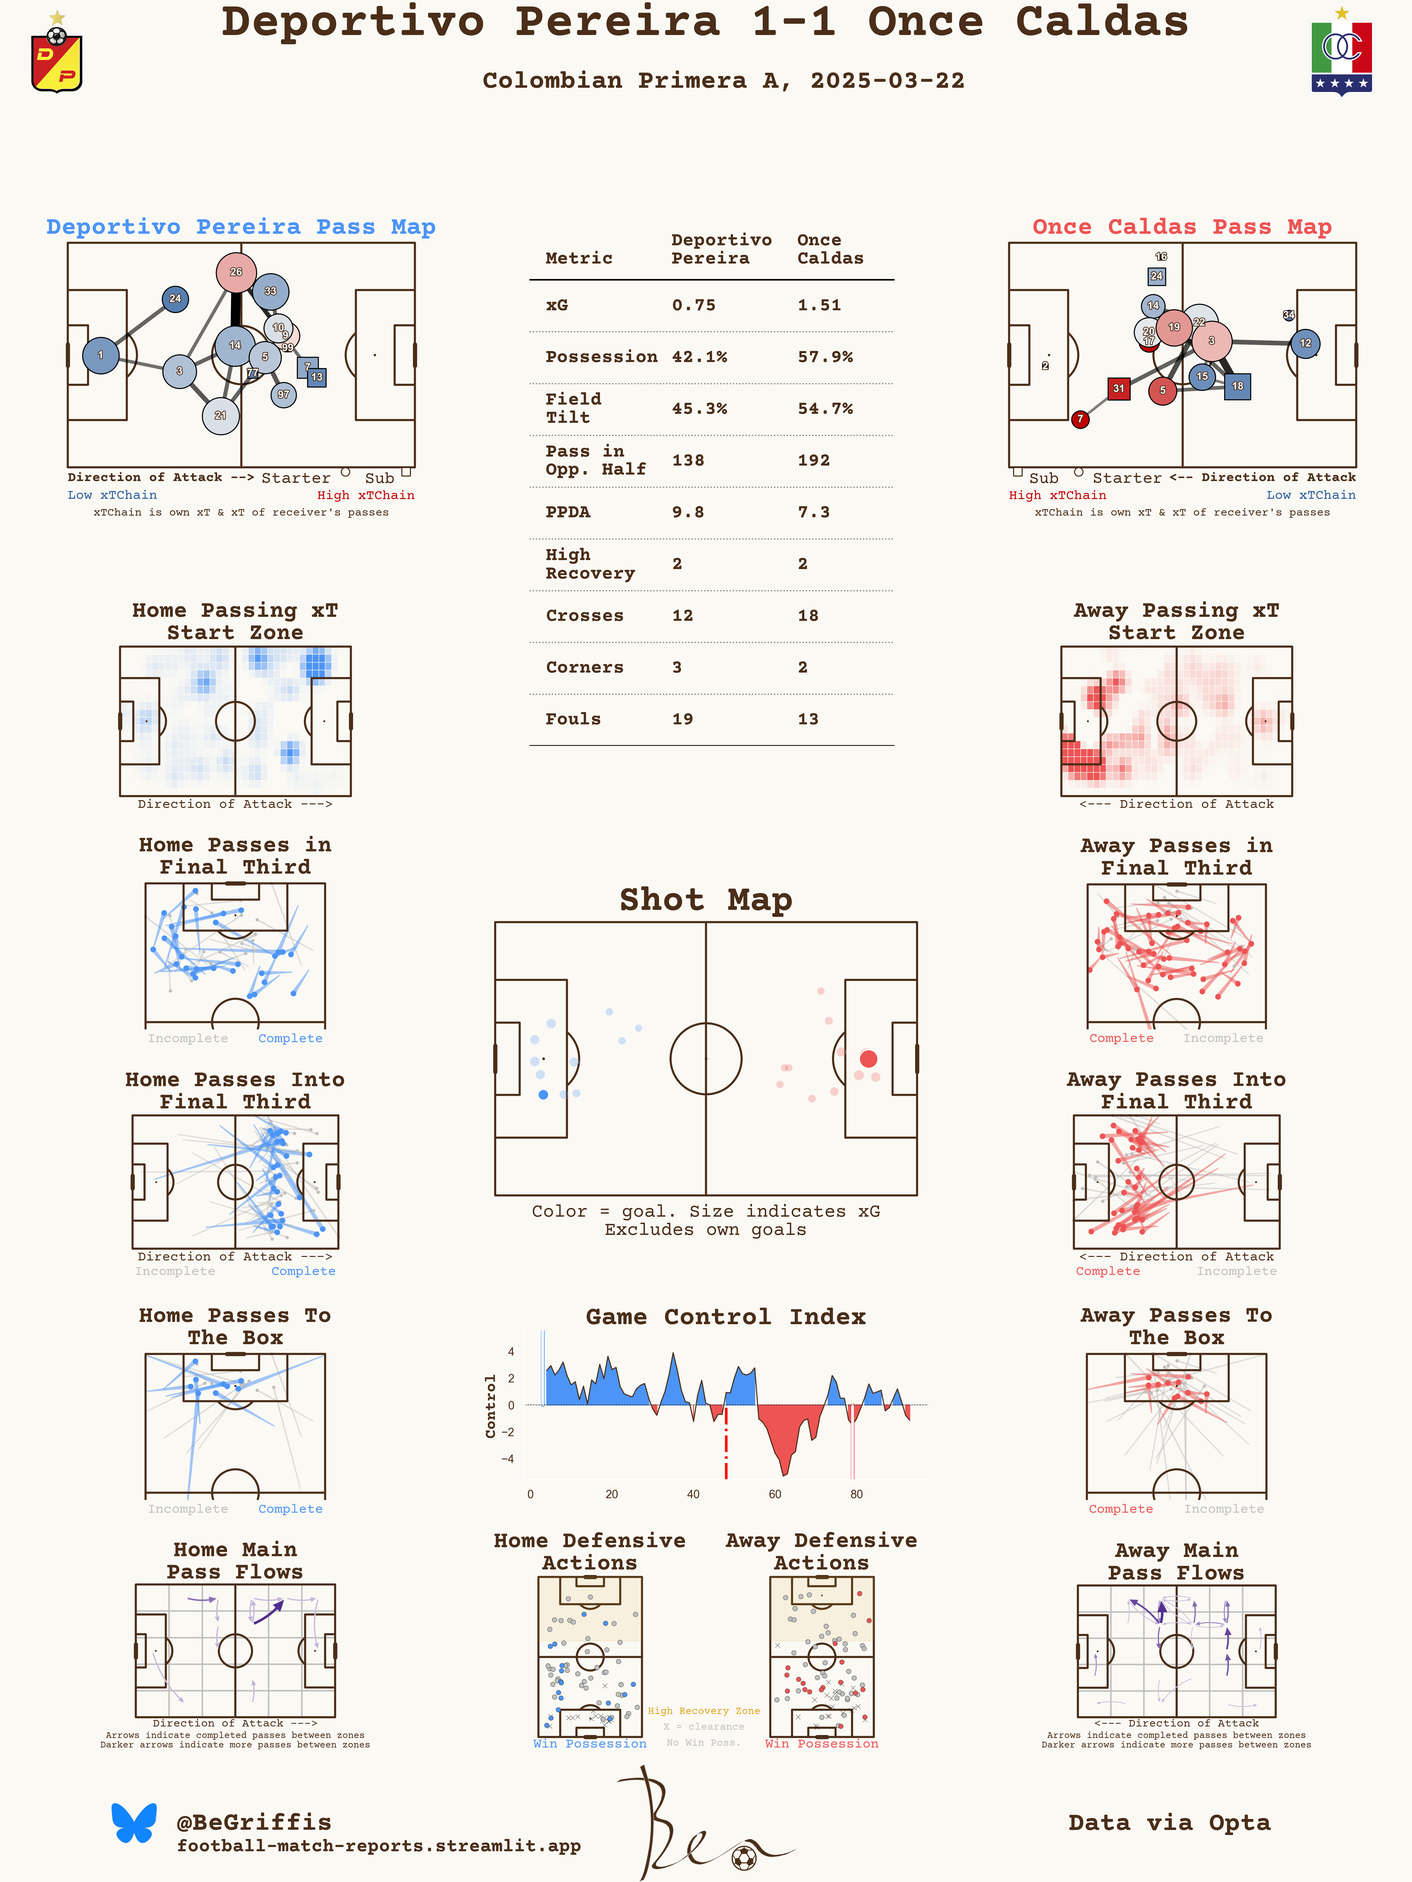 Deportivo Pereira 1-1 Once Caldas
Colombian Primera A, 2025-03-22
DP
OC
Deportivo Pereira Pass Map
26
33
24
10
9
99
14
1
5
3
7
77
13
97
21
Direction of Attack --> Starter Sub
Low xTChain High xTChain
xTChain is own xT & xT of receiver's passes
Metric Deportivo Pereira Once Caldas
xG 0.75 1.51
Possession 42.1% 57.9%
Field Tilt 45.3% 54.7%
Pass in Opp. Half 138 192
PPDA 9.8 7.3
High Recovery 2 2
Crosses 12 18
Corners 3 2
Fouls 19 13
Once Caldas Pass Map
16
24
14
34
22
19
20
17
3
12
2
15
18
31
5
7
Sub Starter <-- Direction of Attack
High xTChain Low xTChain
xTChain is own xT & xT of receiver's passes
Home Passing xT
Start Zone
Direction of Attack --->
Away Passing xT
Start Zone
<--- Direction of Attack
Home Passes in
Final Third
Incomplete Complete
Away Passes in
Final Third
Complete Incomplete
Shot Map
Color = goal. Size indicates xG
Excludes own goals
Home Passes Into
Final Third
Direction of Attack --->
Incomplete Complete
Away Passes Into
Final Third
<--- Direction of Attack
Complete Incomplete
Home Passes To
The Box
Incomplete Complete
Game Control Index
Control
4
2
0
−2
−4
0 20 40 60 80
Away Passes To
The Box
Complete Incomplete
Home Main
Pass Flows
Direction of Attack --->
Arrows indicate completed passes between zones
Darker arrows indicate more passes between zones
Home Defensive
Actions
Win Possession
Away Defensive
Actions
Win Possession
High Recovery Zone
X = clearance
No Win Poss.
Away Main
Pass Flows
<--- Direction of Attack
Arrows indicate completed passes between zones
Darker arrows indicate more passes between zones
@BeGriffis
football-match-reports.streamlit.app
Ben
Data via Opta